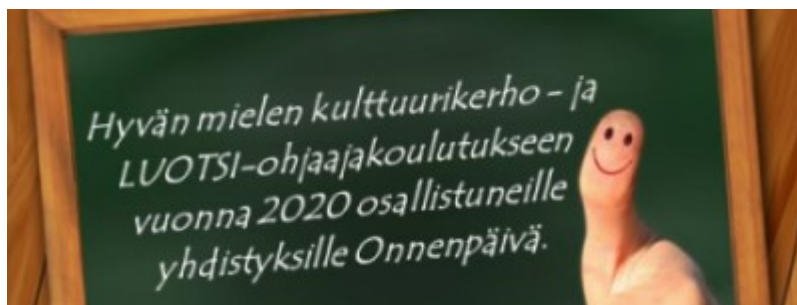 Hyvän mielen kulttuurikerho - ja
LUOTSI-ohjaajakoulutukseen
vuonna 2020 osallistuneille
yhdistyksille Onnenpäivä.